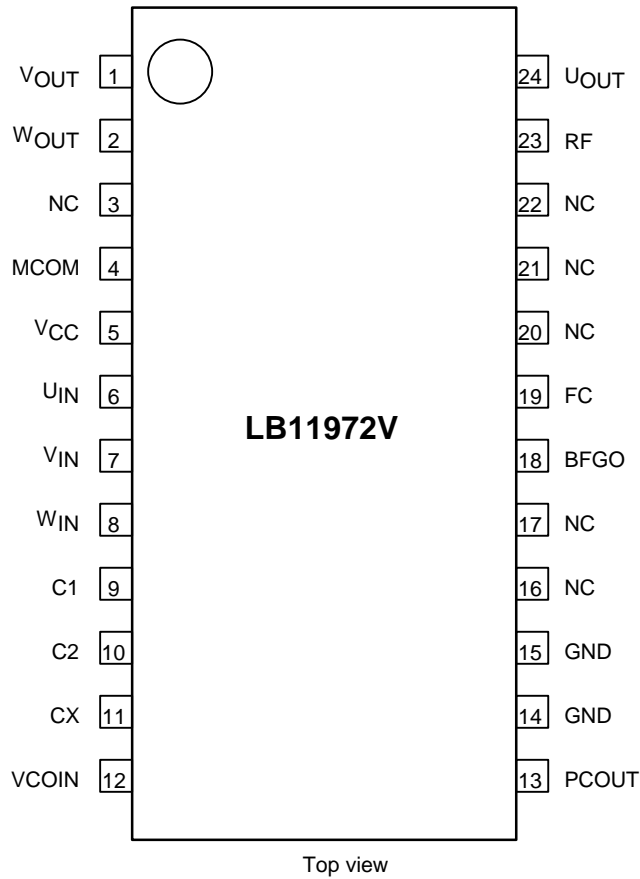 VOUT 1 24 UOUT
WOUT 2 23 RF
NC 3 22 NC
MCOM 4 21 NC
VCC 5 20 NC
UIN 6 19 FC
LB11972V
VIN 7 18 BFGO
WIN 8 17 NC
C1 9 16 NC
C2 10 15 GND
CX 11 14 GND
VCOIN 12 13 PCOUT
Top view